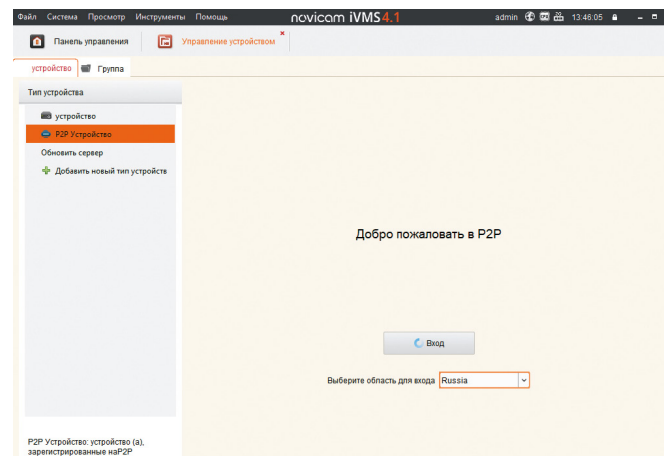 Файл Система Просмотр Инструменты Помощь novicam iVMS4.1 admin 13:46:05
Панель управления Управление устройством
устройство Группа
Тип устройства
устройство
P2P Устройство
Обновить сервер
Добавить новый тип устройств
Добро пожаловать в P2P
Вход
Выберите область для входа Russia
P2P Устройство: устройство (а),
зарегистрированные наP2P